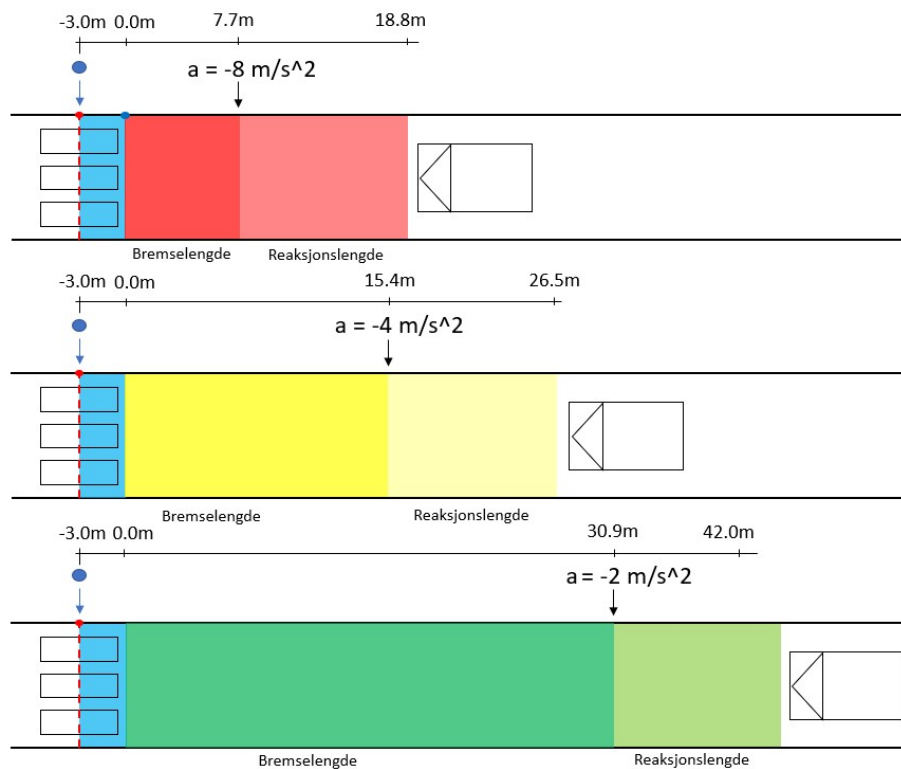 -3.0m 0.0m 7.7m 18.8m
a = -8 m/s^2
Bremselengde Reaksjonslengde
-3.0m 0.0m 15.4m 26.5m
a = -4 m/s^2
Bremselengde Reaksjonslengde
-3.0m 0.0m 30.9m 42.0m
a = -2 m/s^2
Bremselengde Reaksjonslengde